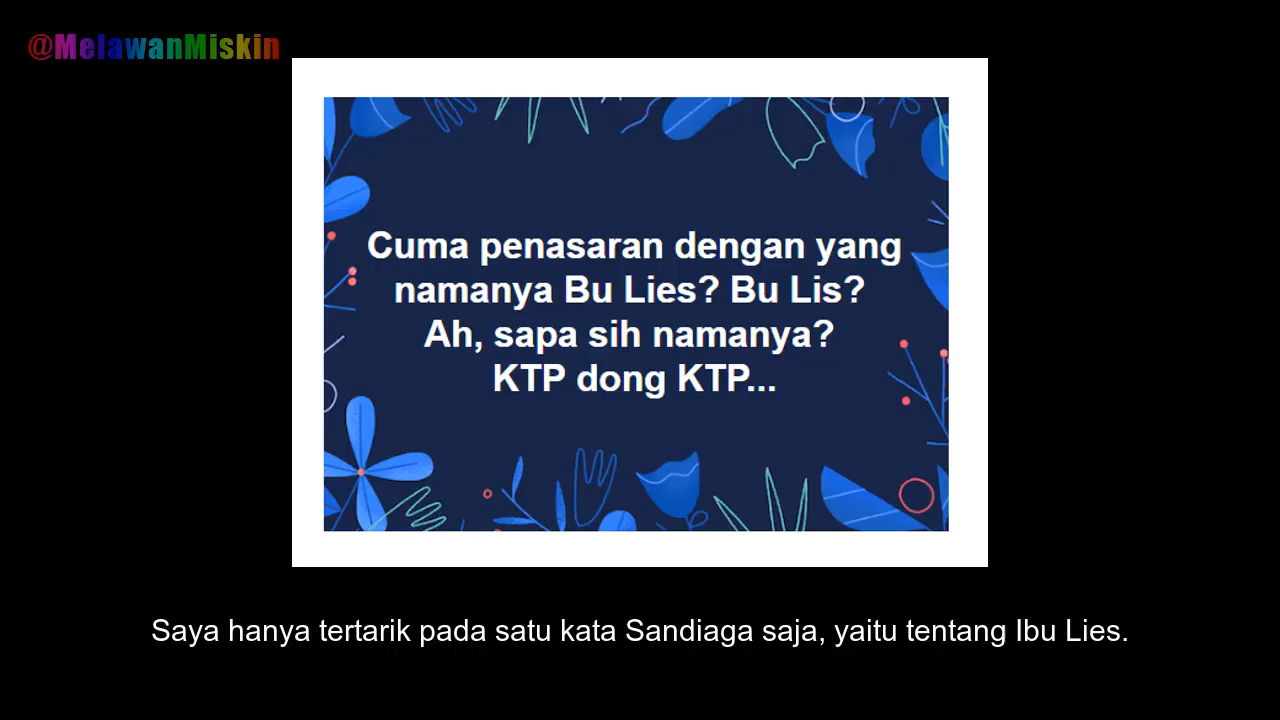 @MelawanMiskin
Cuma penasaran dengan yang
namanya Bu Lies? Bu Lis?
Ah, sapa sih namanya?
KTP dong KTP...
Saya hanya tertarik pada satu kata Sandiaga saja, yaitu tentang Ibu Lies.